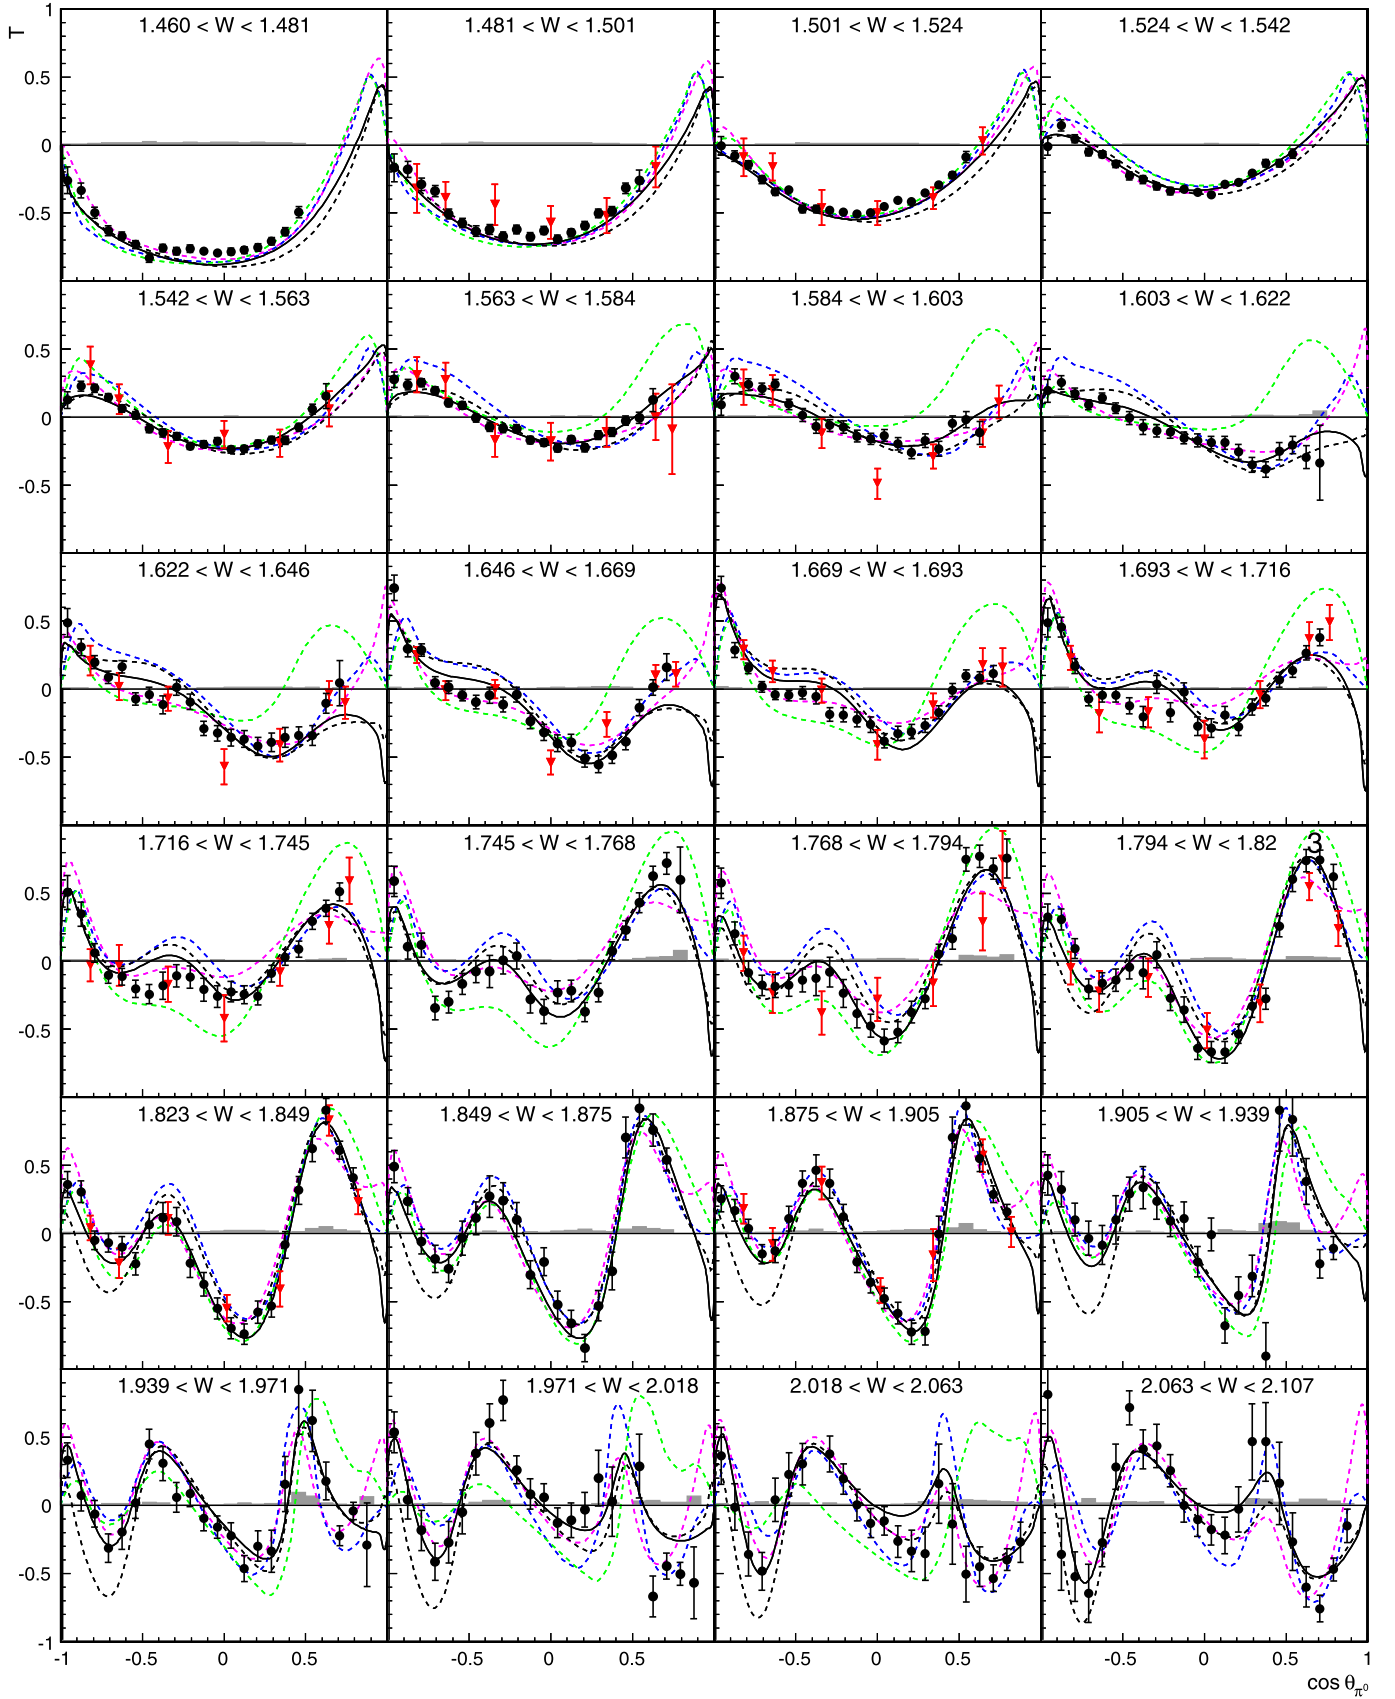 1
T
1.460 < W < 1.481
1.481 < W < 1.501
1.501 < W < 1.524
1.524 < W < 1.542
0.5
0
-0.5
1.542 < W < 1.563
1.563 < W < 1.584
1.584 < W < 1.603
1.603 < W < 1.622
0.5
0
-0.5
1.622 < W < 1.646
1.646 < W < 1.669
1.669 < W < 1.693
1.693 < W < 1.716
0.5
0
-0.5
1.716 < W < 1.745
1.745 < W < 1.768
1.768 < W < 1.794
1.794 < W < 1.82 3
0.5
0
-0.5
1.823 < W < 1.849
1.849 < W < 1.875
1.875 < W < 1.905
1.905 < W < 1.939
0.5
0
-0.5
1.939 < W < 1.971
1.971 < W < 2.018
2.018 < W < 2.063
2.063 < W < 2.107
0.5
0
-0.5
-1
-1 -0.5 0 0.5 -0.5 0 0.5 -0.5 0 0.5 -0.5 0 0.5 1
cos θπ⁰